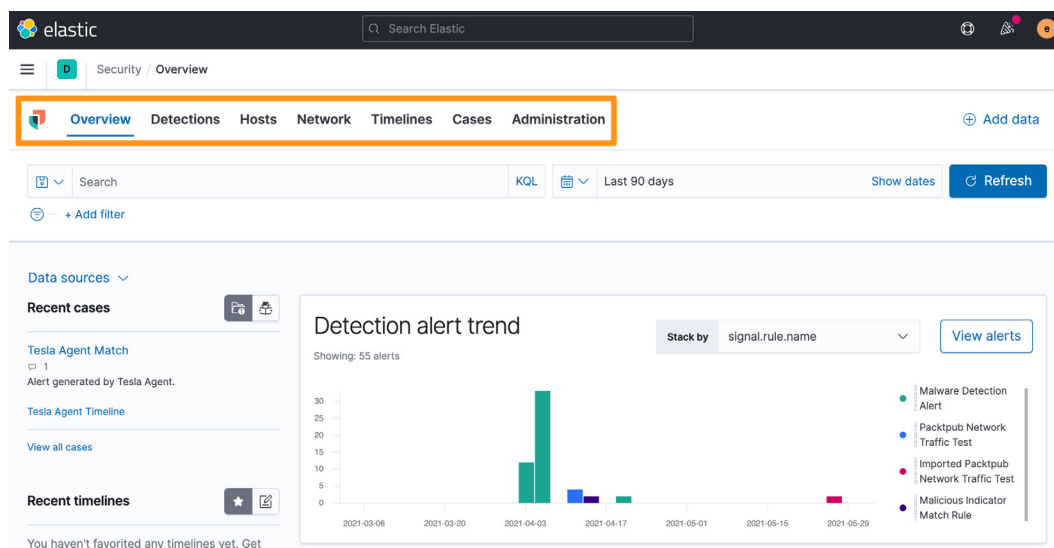 elastic
Search Elastic
e
D Security / Overview
Overview Detections Hosts Network Timelines Cases Administration
Add data
Search KQL Last 90 days Show dates Refresh
+ Add filter
Data sources
Recent cases
Tesla Agent Match
1
Alert generated by Tesla Agent.
Tesla Agent Timeline
View all cases
Recent timelines
You haven't favorited any timelines yet. Get
Detection alert trend
Showing: 55 alerts
Stack by signal.rule.name
View alerts
30
25
20
15
10
5
0
2021-03-06 2021-03-20 2021-04-03 2021-04-17 2021-05-01 2021-05-15 2021-05-29
Malware Detection
Alert
Packtpub Network
Traffic Test
Imported Packtpub
Network Traffic Test
Malicious Indicator
Match Rule